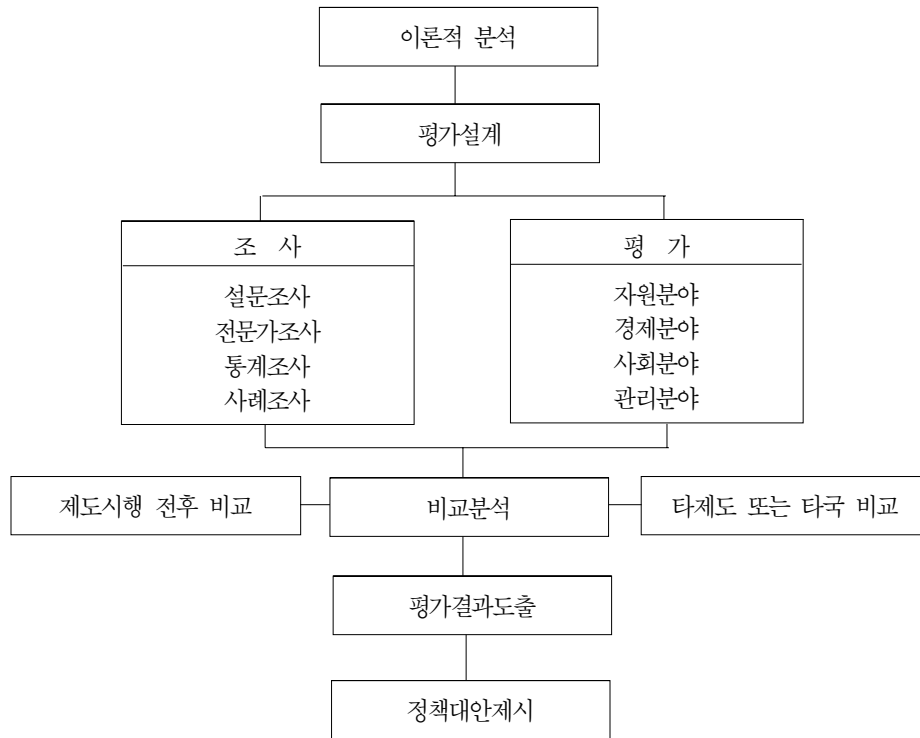 이론적 분석
평가설계
조 사
설문조사
전문가조사
통계조사
사례조사
평 가
자원분야
경제분야
사회분야
관리분야
제도시행 전후 비교
비교분석
타제도 또는 타국 비교
평가결과도출
정책대안제시